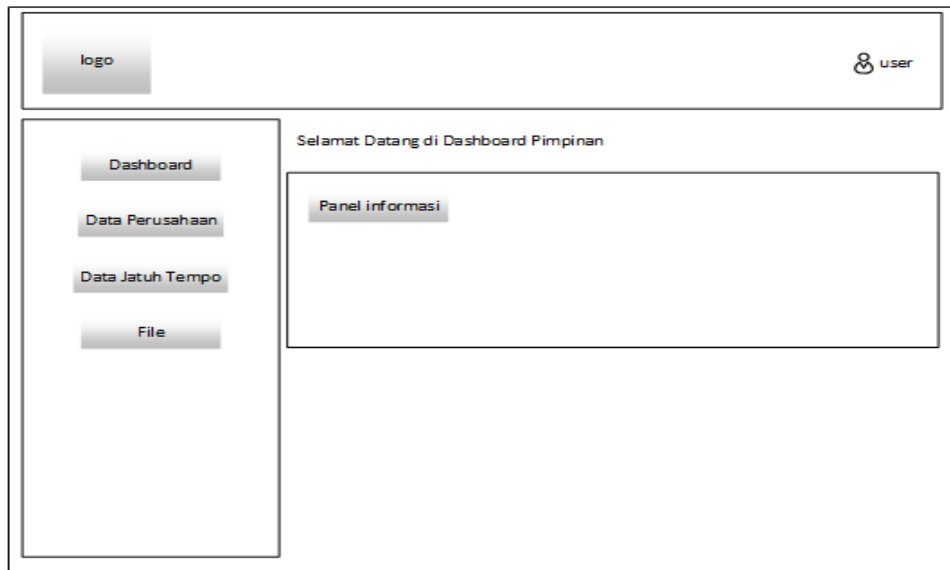 logo
user
Selamat Datang di Dashboard Pimpinan
Dashboard
Data Perusahaan
Data Jatuh Tempo
File
Panel informasi